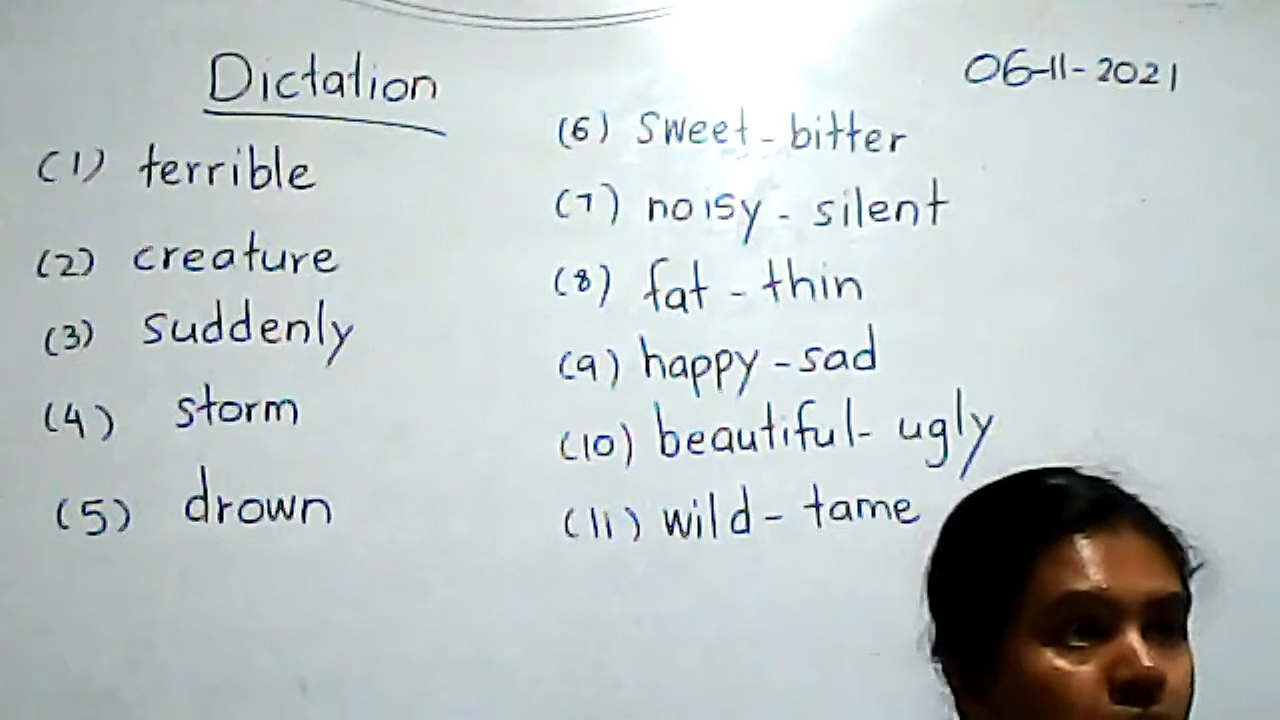 Dictation
06-11-2021
(1) terrible
(2) creature
(3) suddenly
(4) storm
(5) drown
(6) sweet - bitter
(7) noisy - silent
(8) fat - thin
(9) happy - sad
(10) beautiful - ugly
(11) wild - tame